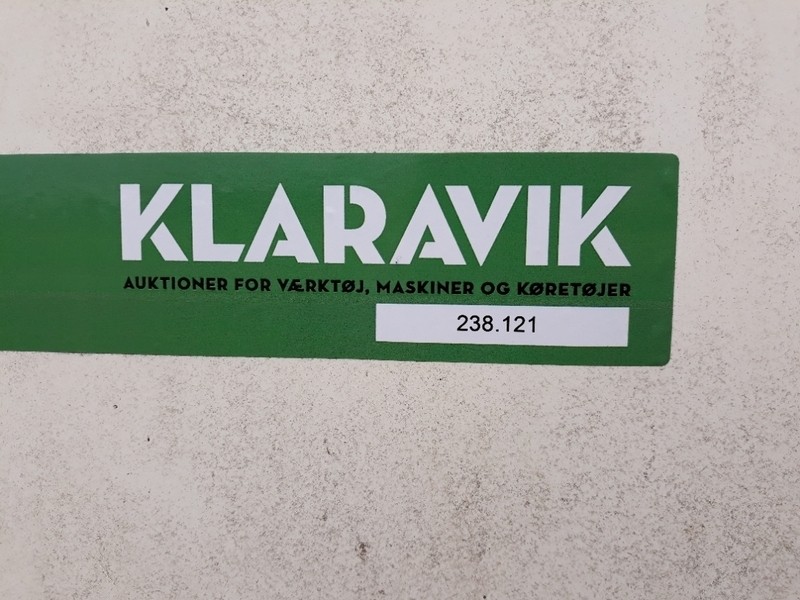 KLARAVIK
AUKTIONER FOR VÆRKTØJ, MASKINER OG KØRETØJER
238.121